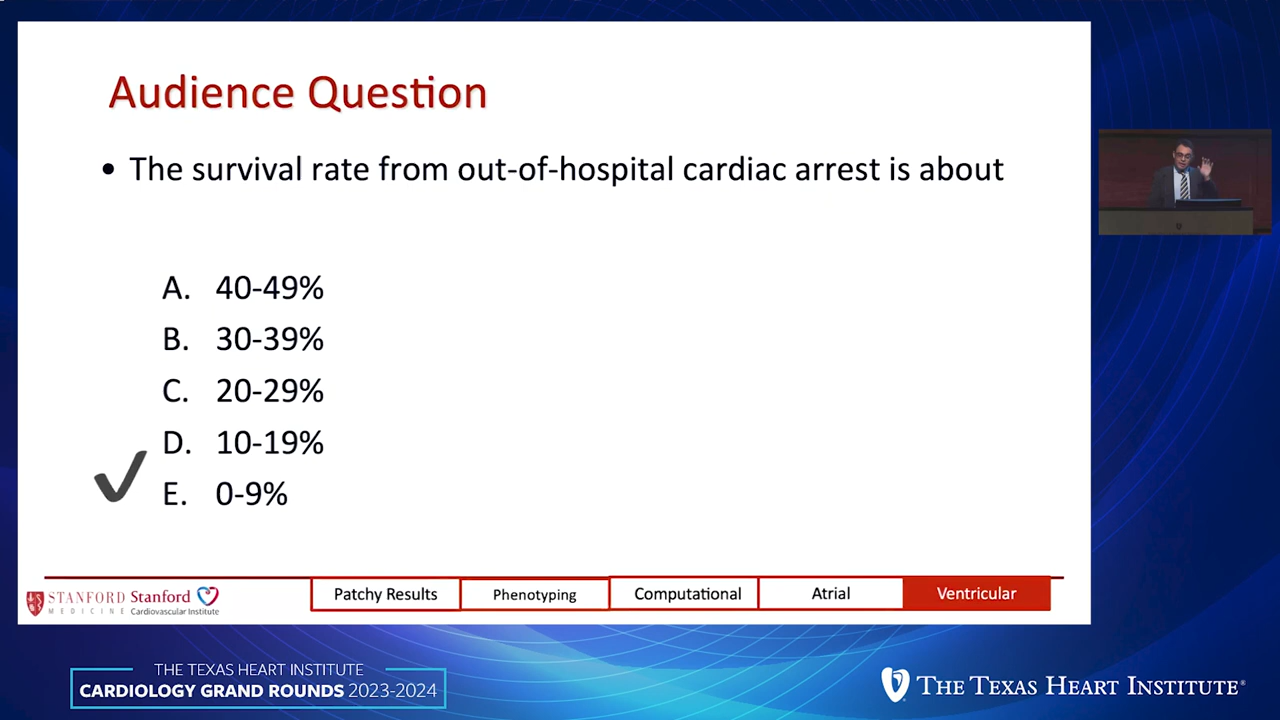 Audience Question
• The survival rate from out-of-hospital cardiac arrest is about
A. 40-49%
B. 30-39%
C. 20-29%
D. 10-19%
E. 0-9%
STANFORD
MEDICINE
Stanford
Cardiovascular Institute
Patchy Results
Phenotyping
Computational
Atrial
Ventricular
THE TEXAS HEART INSTITUTE
CARDIOLOGY GRAND ROUNDS 2023-2024
THE TEXAS HEART INSTITUTE®